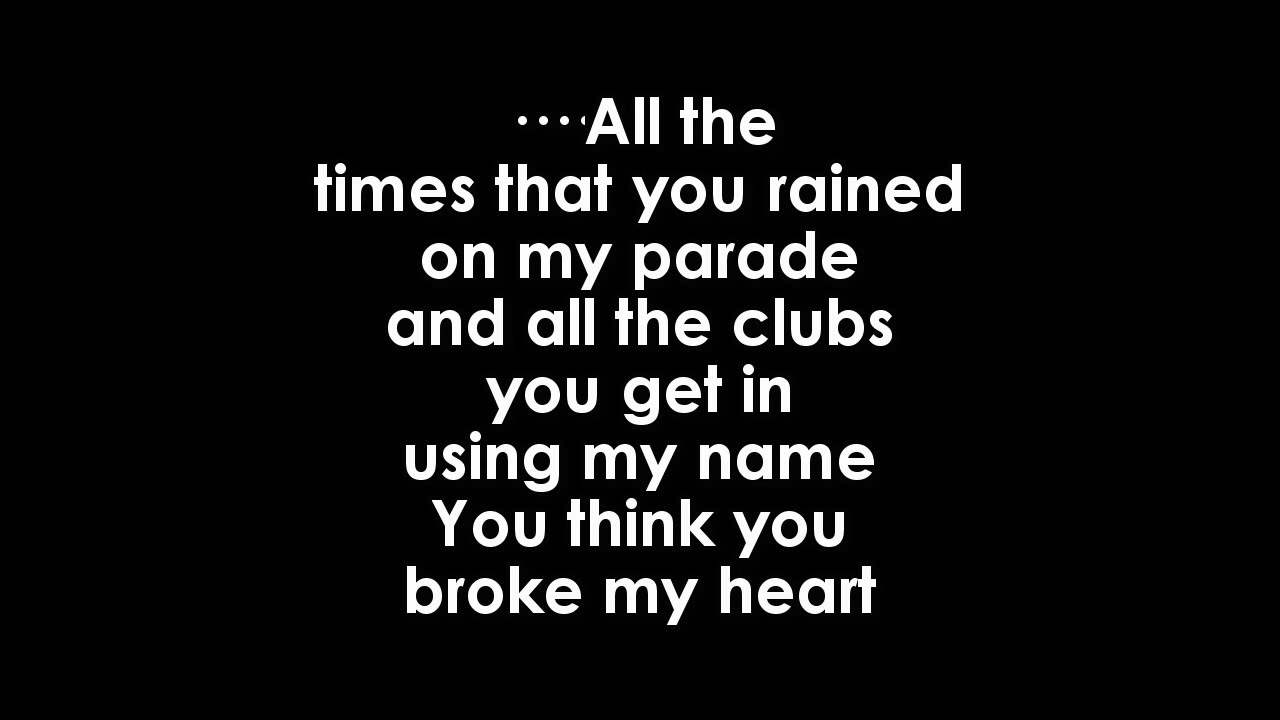 ····All the
times that you rained
on my parade
and all the clubs
you get in
using my name
You think you
broke my heart